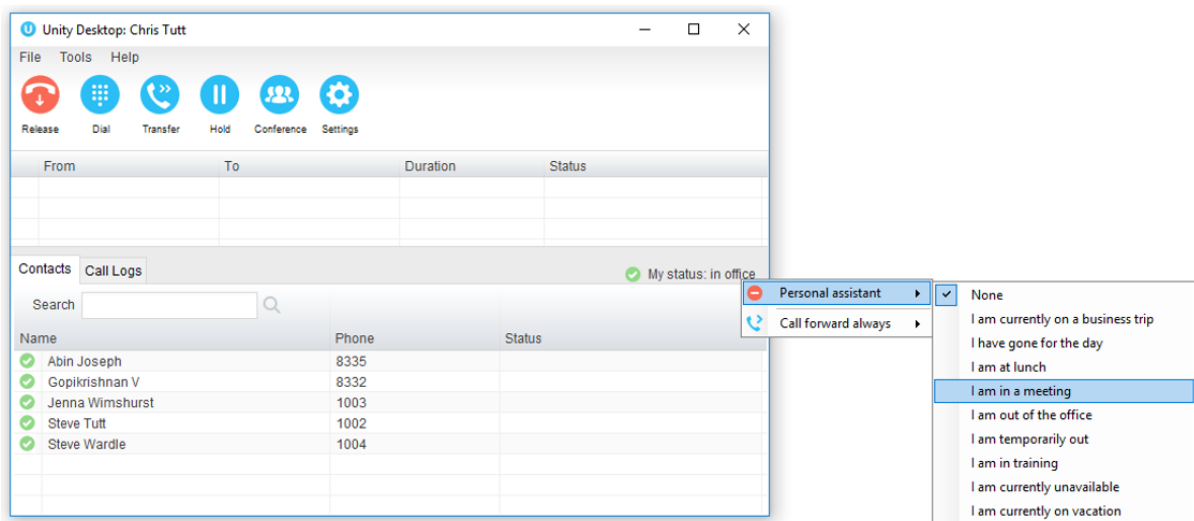 Unity Desktop: Chris Tutt
File Tools Help
Release Dial Transfer Hold Conference Settings
From To Duration Status
Contacts Call Logs
My status: in office
Search
Name Phone Status
Abin Joseph 8335
Gopikrishnan V 8332
Jenna Wimshurst 1003
Steve Tutt 1002
Steve Wardle 1004
Personal assistant
Call forward always
None
I am currently on a business trip
I have gone for the day
I am at lunch
I am in a meeting
I am out of the office
I am temporarily out
I am in training
I am currently unavailable
I am currently on vacation